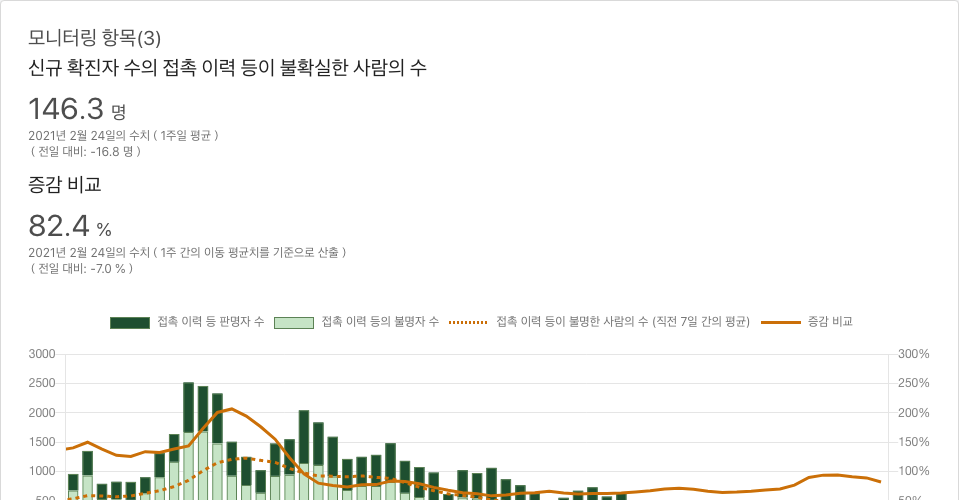 모니터링 항목(3)
신규 확진자 수의 접촉 이력 등이 불확실한 사람의 수
146.3 명
2021년 2월 24일의 수치 ( 1주일 평균 )
( 전일 대비: -16.8 명 )
증감 비교
82.4 %
2021년 2월 24일의 수치 ( 1주 간의 이동 평균치를 기준으로 산출 )
( 전일 대비: -7.0 % )
접촉 이력 등 판명자 수 접촉 이력 등의 불명자 수 접촉 이력 등이 불명한 사람의 수 (직전 7일 간의 평균) 증감 비교
3000 300%
2500 250%
2000 200%
1500 150%
1000 100%
500 50%